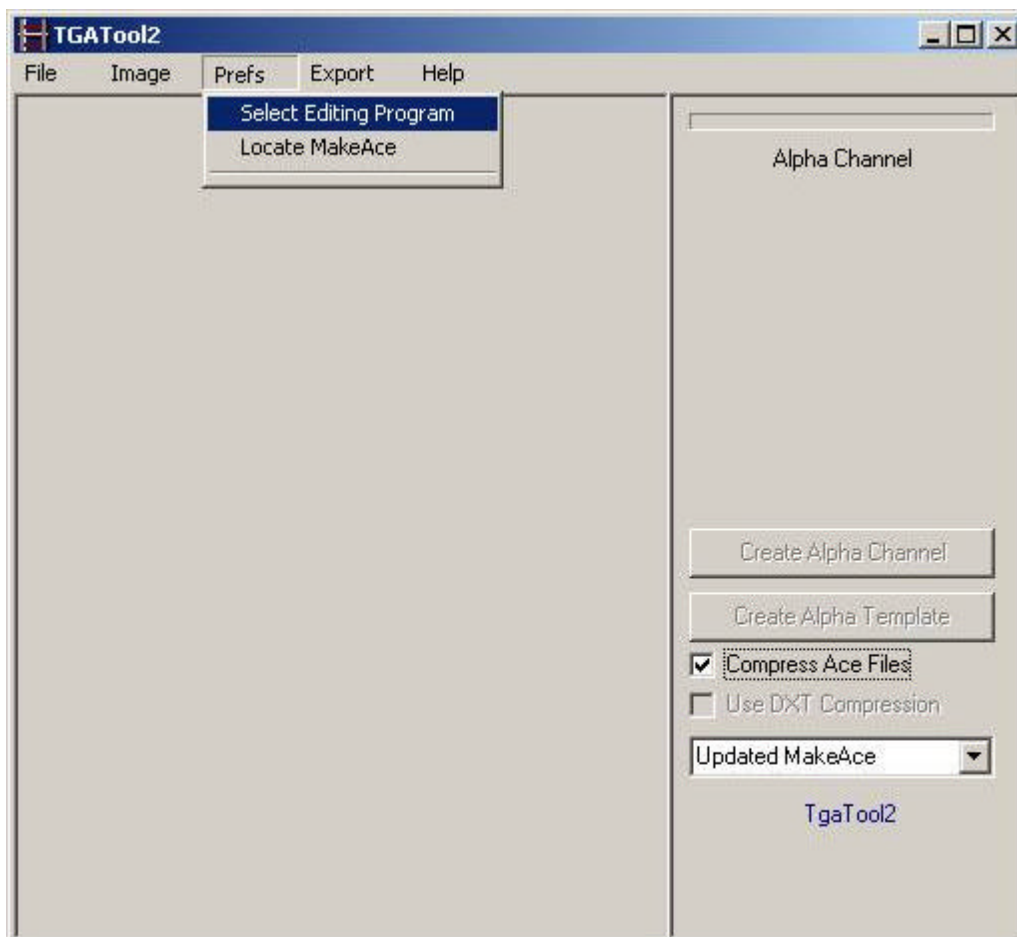 TGATool2
File Image Prefs Export Help
Select Editing Program
Locate MakeAce
Alpha Channel
Create Alpha Channel
Create Alpha Template
Compress Ace Files
Use DXT Compression
Updated MakeAce
TgaTool2